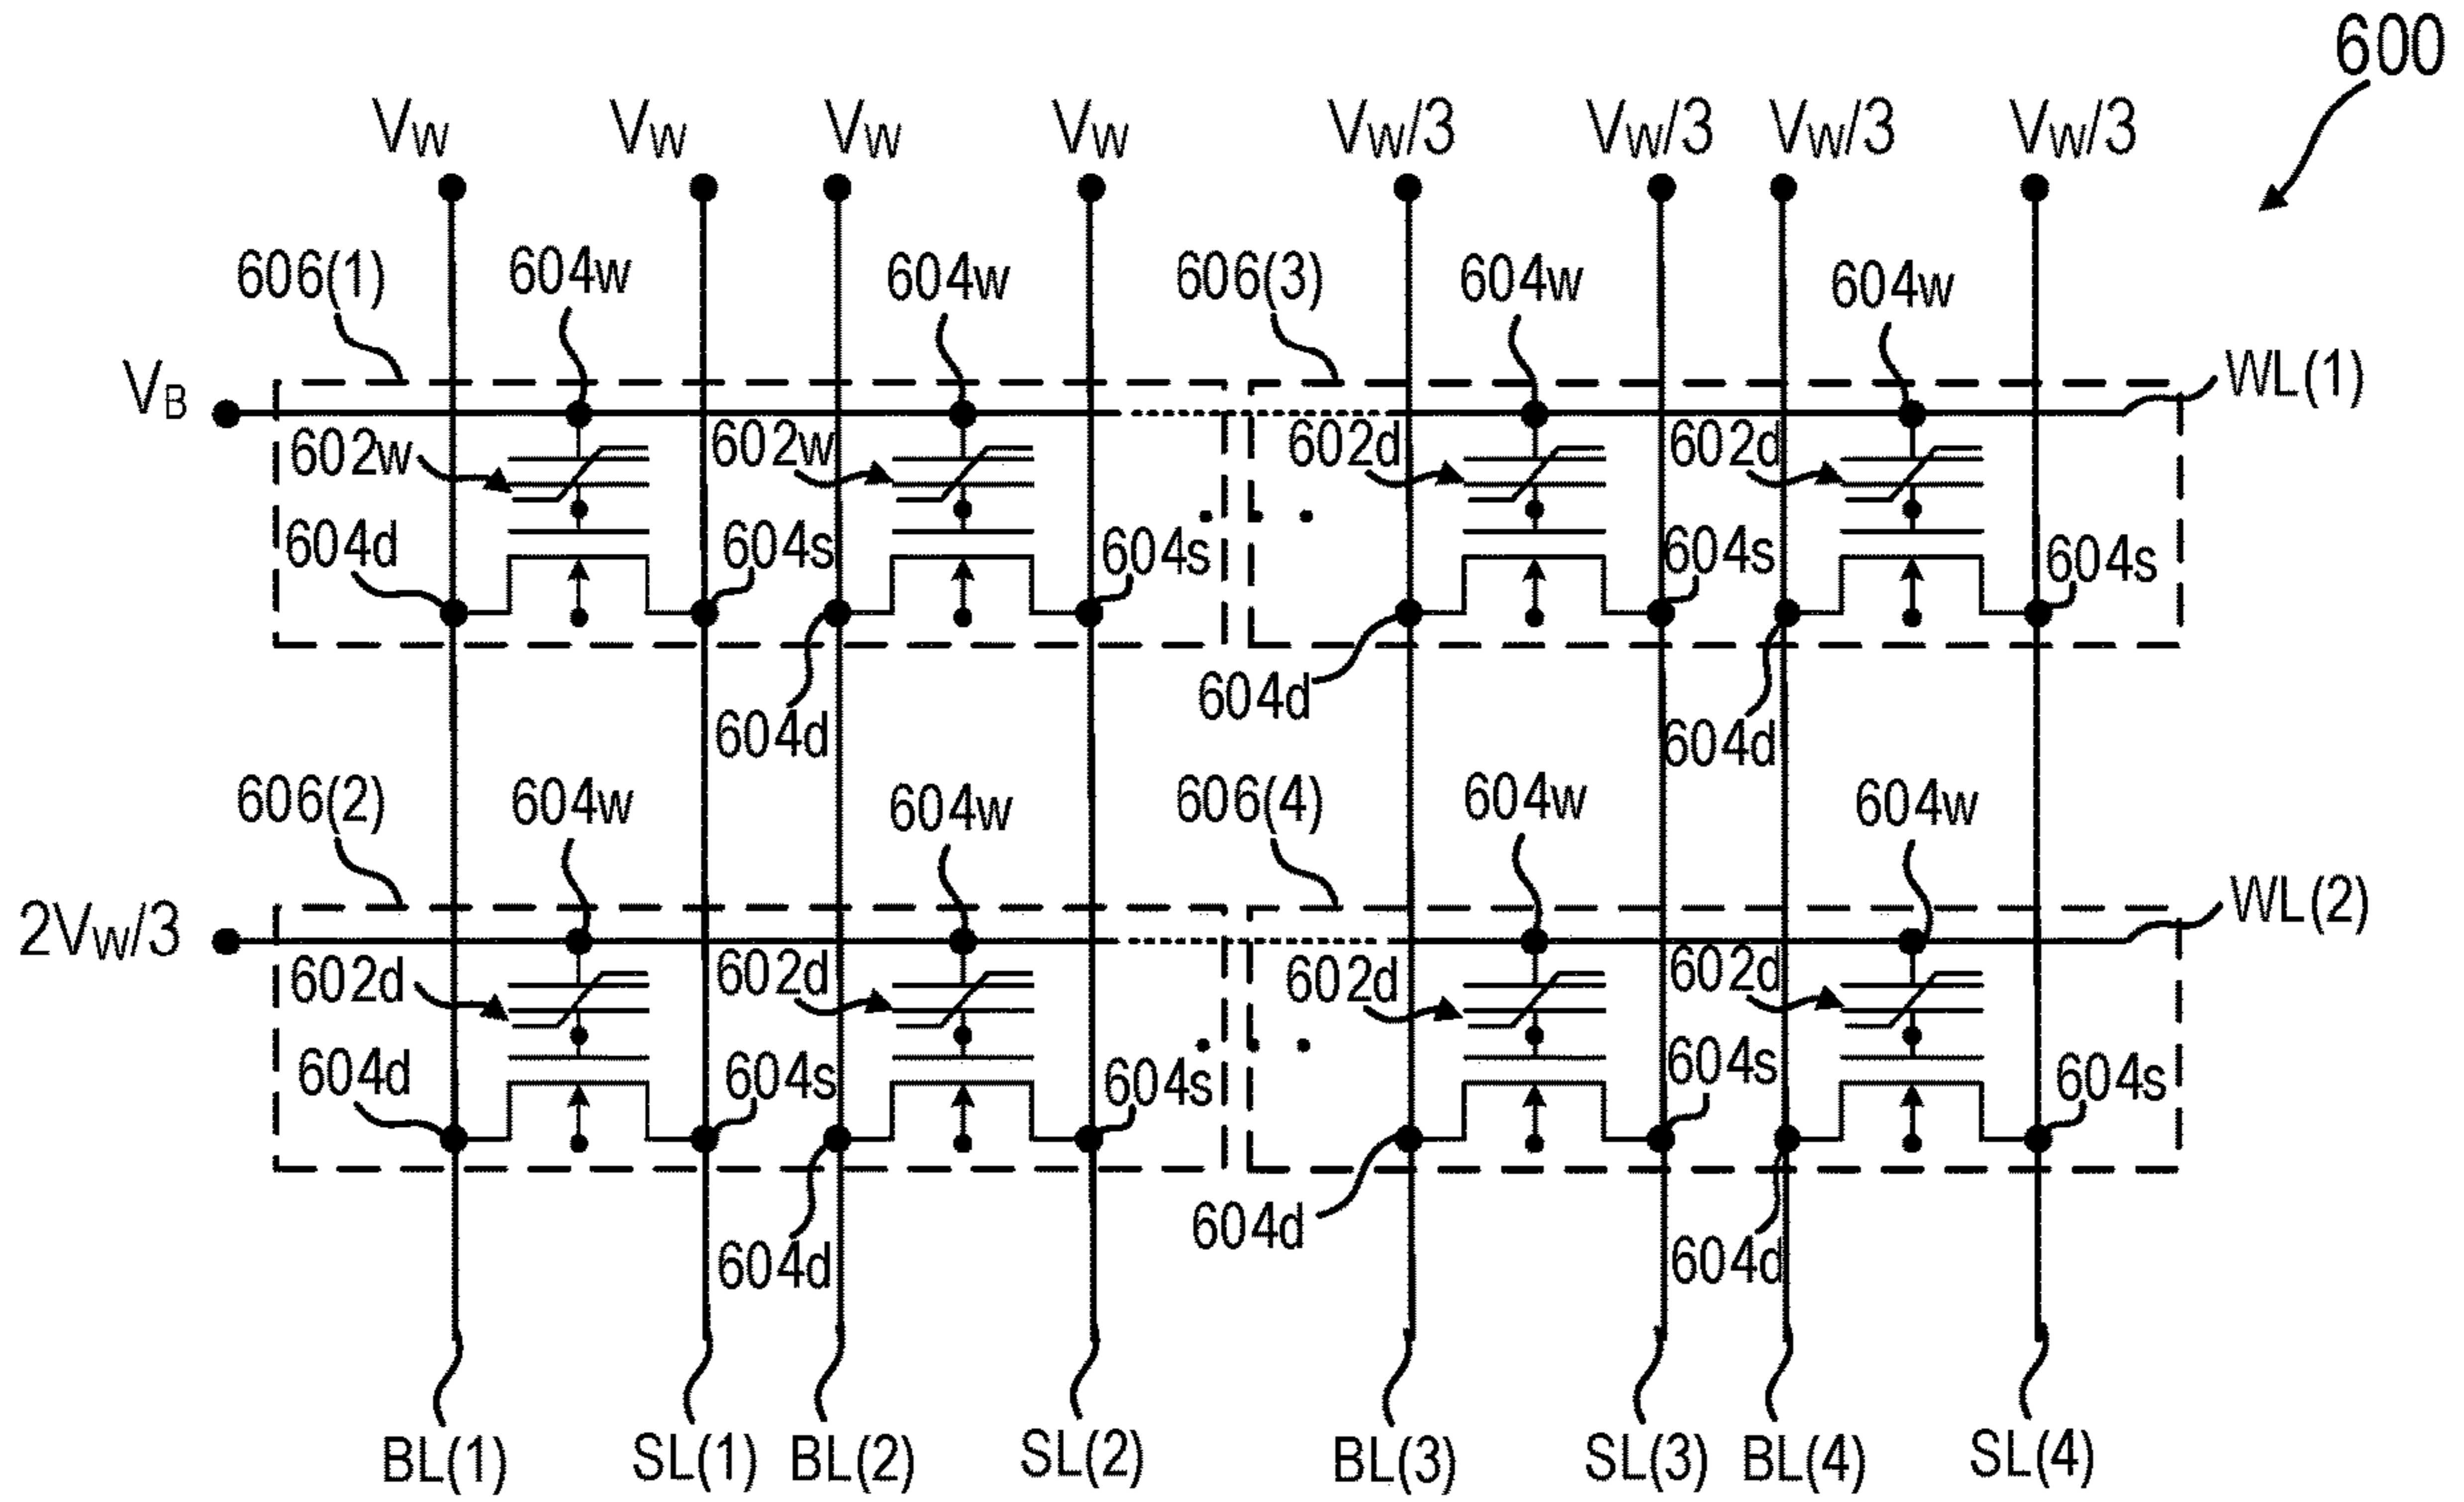 600
VW VW VW VW VW/3 VW/3 VW/3 VW/3
606(1) 604w 604w 606(3) 604w 604w
VB WL(1)
602w 602w 602d 602d
604d 604s 604s 604s 604s
604d 604d 604d
606(2) 604w 604w 606(4) 604w 604w
2VW/3 WL(2)
602d 602d 602d 602d
604d 604s 604s 604s 604s
604d 604d 604d
BL(1) SL(1) BL(2) SL(2) BL(3) SL(3) BL(4) SL(4)